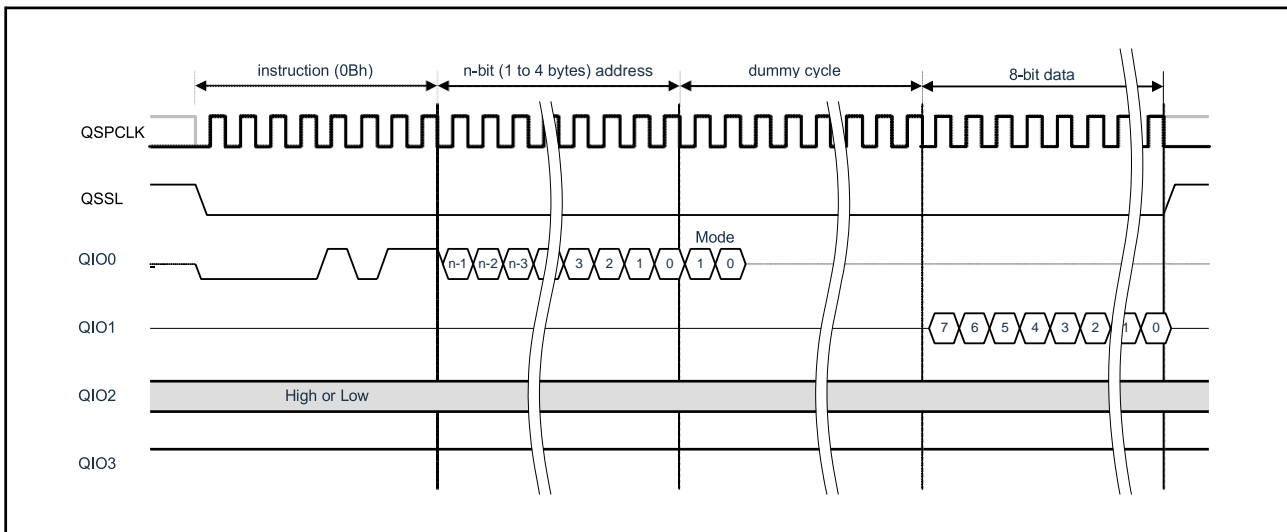 instruction (0Bh) n-bit (1 to 4 bytes) address dummy cycle 8-bit data
QSPCLK
QSSL
Mode
QIO0 n-1 n-2 n-3 3 2 1 0 1 0
QIO1 7 6 5 4 3 2 1 0
QIO2 High or Low
QIO3